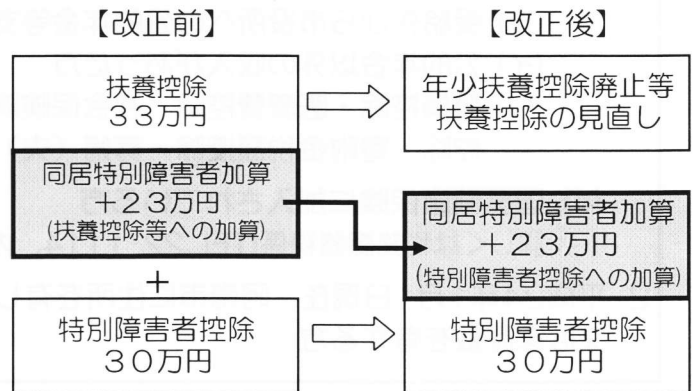 【改正前】
扶養控除
33万円
同居特別障害者加算
＋23万円
(扶養控除等への加算)
＋
特別障害者控除
30万円
【改正後】
年少扶養控除廃止等
扶養控除の見直し
同居特別障害者加算
＋23万円
(特別障害者控除への加算)
特別障害者控除
30万円